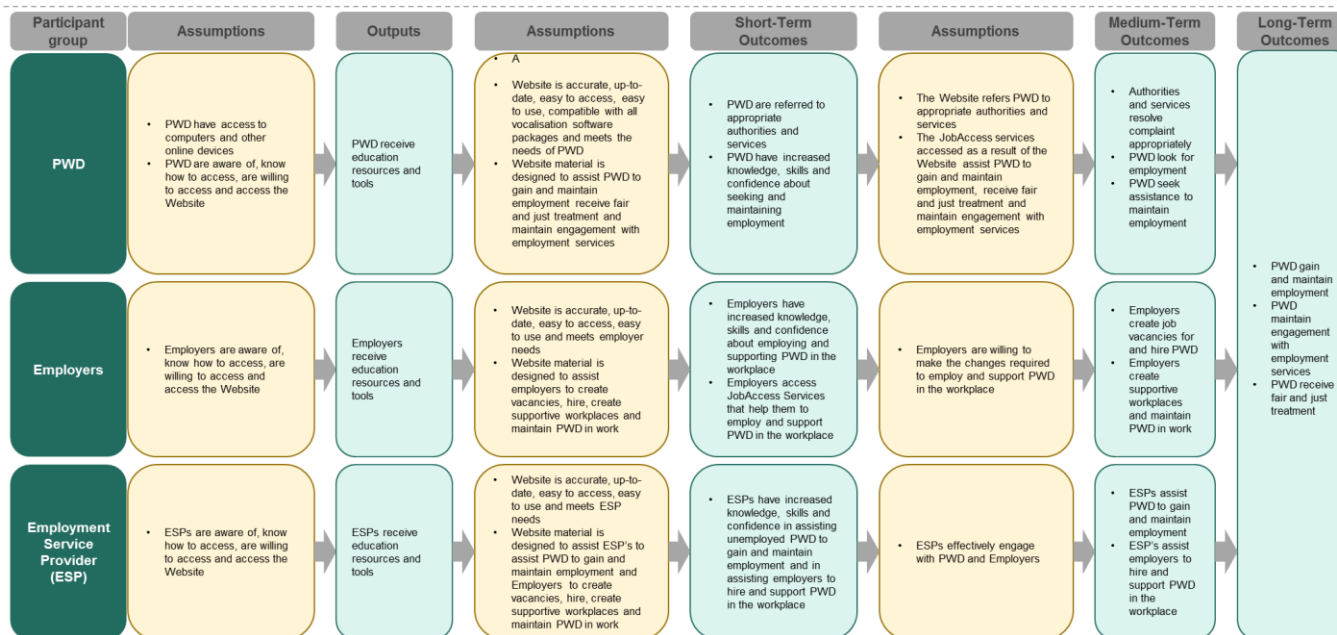 Participant
group
Assumptions
Outputs
Assumptions
Short-Term
Outcomes
Assumptions
Medium-Term
Outcomes
Long-Term
Outcomes
PWD
• PWD have access to
computers and other
online devices
• PWD are aware of, know
how to access, are willing
to access and access the
Website
PWD receive
education
resources and
tools
• A
• Website is accurate, up-to-
date, easy to access, easy
to use, compatible with all
vocalisation software
packages and meets the
needs of PWD
• Website material is
designed to assist PWD to
gain and maintain
employment receive fair
and just treatment and
maintain engagement with
employment services
• PWD are referred to
appropriate
authorities and
services
• PWD have increased
knowledge, skills and
confidence about
seeking and
maintaining
employment
• The Website refers PWD to
appropriate authorities and
services
• The JobAccess services
accessed as a result of the
Website assist PWD to
gain and maintain
employment, receive fair
and just treatment and
maintain engagement with
employment services
• Authorities
and services
resolve
complaint
appropriately
• PWD look for
employment
• PWD seek
assistance to
maintain
employment
Employers
• Employers are aware of,
know how to access, are
willing to access and
access the Website
Employers
receive
education
resources and
tools
• Website is accurate, up-to-
date, easy to access, easy
to use and meets employer
needs
• Website material is
designed to assist
employers to create
vacancies, hire, create
supportive workplaces and
maintain PWD in work
• Employers have
increased knowledge,
skills and confidence
about employing and
supporting PWD in the
workplace
• Employers access
JobAccess Services
that help them to
employ and support
PWD in the workplace
• Employers are willing to
make the changes required
to employ and support PWD
in the workplace
• Employers
create job
vacancies for
and hire PWD
• Employers
create
supportive
workplaces
and maintain
PWD in work
Employment
Service
Provider
(ESP)
• ESPs are aware of, know
how to access, are willing
to access and access the
Website
ESPs receive
education
resources and
tools
• Website is accurate, up-to-
date, easy to access, easy
to use and meets ESP
needs
• Website material is
designed to assist ESP's to
assist PWD to gain and
maintain employment and
Employers to create
vacancies, hire, create
supportive workplaces and
maintain PWD in work
• ESPs have increased
knowledge, skills and
confidence in assisting
unemployed PWD to
gain and maintain
employment and in
assisting employers to
hire and support PWD
in the workplace
• ESPs effectively engage
with PWD and Employers
• ESPs assist
PWD to gain and
maintain
employment
• ESP's assist
employers to
hire and
support PWD
in the
workplace
• PWD gain
and maintain
employment
• PWD
maintain
engagement
with
employment
services
• PWD receive
fair and just
treatment